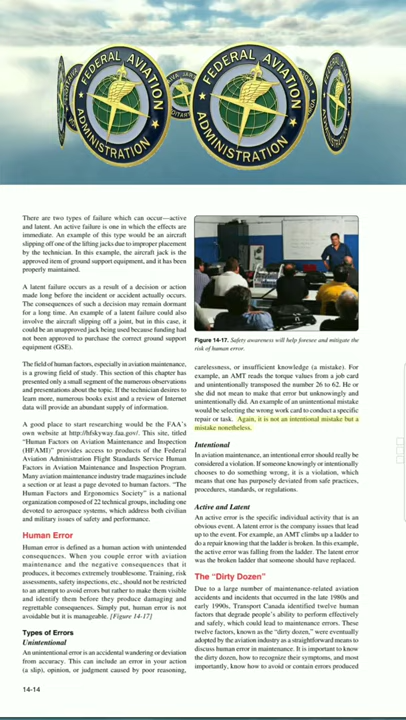 FEDERAL AVIATION
ADMINISTRATION
FEDERAL AVIATION
ADMINISTRATION
There are two types of failure which can occur—active
and latent. An active failure is one in which the effects are
immediate. An example of this type would be an aircraft
slipping off one of the lifting jacks due to improper placement
by the technician. In this example, the aircraft jack is the
approved item of ground support equipment, and it has been
properly maintained.
A latent failure occurs as a result of a decision or action
made long before the incident or accident actually occurs.
The consequences of such a decision may remain dormant
for a long time. An example of a latent failure could also
involve the aircraft slipping off a joint, but in this case, it
could be an unapproved jack being used because funding had
not been approved to purchase the correct ground support
equipment (GSE).
The field of human factors, especially in aviation maintenance,
is a growing field of study. This section of this chapter has
presented only a small segment of the numerous observations
and presentations about the topic. If the technician desires to
learn more, numerous books exist and a review of Internet
data will provide an abundant supply of information.
A good place to start researching would be the FAA's
own website at http://hfskyway.faa.gov/. This site, titled
"Human Factors on Aviation Maintenance and Inspection
(HFAMI)" provides access to products of the Federal
Aviation Administration Flight Standards Service Human
Factors in Aviation Maintenance and Inspection Program.
Many aviation maintenance industry trade magazines include
a section or at least a page devoted to human factors. "The
Human Factors and Ergonomics Society" is a national
organization composed of 22 technical groups, including one
devoted to aerospace systems, which address both civilian
and military issues of safety and performance.
Human Error
Human error is defined as a human action with unintended
consequences. When you couple error with aviation
maintenance and the negative consequences that it
produces, it becomes extremely troublesome. Training, risk
assessments, safety inspections, etc., should not be restricted
to an attempt to avoid errors but rather to make them visible
and identify them before they produce damaging and
regrettable consequences. Simply put, human error is not
avoidable but it is manageable. [Figure 14-17]
Types of Errors
Unintentional
An unintentional error is an accidental wandering or deviation
from accuracy. This can include an error in your action
(a slip), opinion, or judgment caused by poor reasoning,
14-14
Figure 14-17. Safety awareness will help foresee and mitigate the
risk of human error.
carelessness, or insufficient knowledge (a mistake). For
example, an AMT reads the torque values from a job card
and unintentionally transposed the number 26 to 62. He or
she did not mean to make that error but unknowingly and
unintentionally did. An example of an unintentional mistake
would be selecting the wrong work card to conduct a specific
repair or task. Again, it is not an intentional mistake but a
mistake nonetheless.
Intentional
In aviation maintenance, an intentional error should really be
considered a violation. If someone knowingly or intentionally
chooses to do something wrong, it is a violation, which
means that one has purposely deviated from safe practices,
procedures, standards, or regulations.
Active and Latent
An active error is the specific individual activity that is an
obvious event. A latent error is the company issues that lead
up to the event. For example, an AMT climbs up a ladder to
do a repair knowing that the ladder is broken. In this example,
the active error was falling from the ladder. The latent error
was the broken ladder that someone should have replaced.
The "Dirty Dozen"
Due to a large number of maintenance-related aviation
accidents and incidents that occurred in the late 1980s and
early 1990s, Transport Canada identified twelve human
factors that degrade people's ability to perform effectively
and safely, which could lead to maintenance errors. These
twelve factors, known as the "dirty dozen," were eventually
adopted by the aviation industry as a straightforward means to
discuss human error in maintenance. It is important to know
the dirty dozen, how to recognize their symptoms, and most
importantly, know how to avoid or contain errors produced